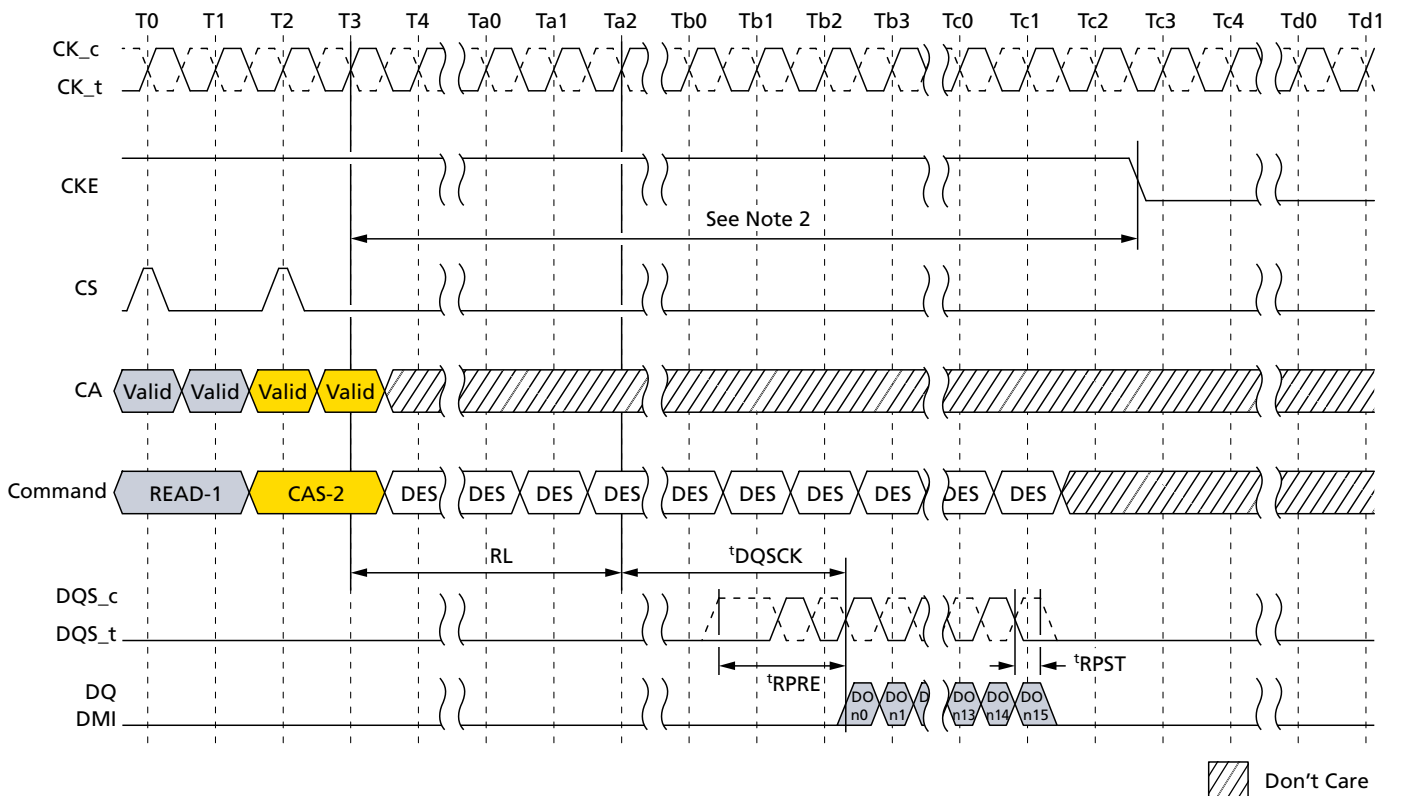 T0 T1 T2 T3 T4 Ta0 Ta1 Ta2 Tb0 Tb1 Tb2 Tb3 Tc0 Tc1 Tc2 Tc3 Tc4 Td0 Td1
CK_c
CK_t
CKE
See Note 2
CS
CA Valid Valid Valid Valid
Command READ-1 CAS-2 DES DES DES DES DES DES DES DES DES DES
RL tDQSCK
DQS_c
DQS_t
tRPRE tRPST
DQ DO DO D DO DO DO
DMI n0 n1 n13 n14 n15
Don't Care